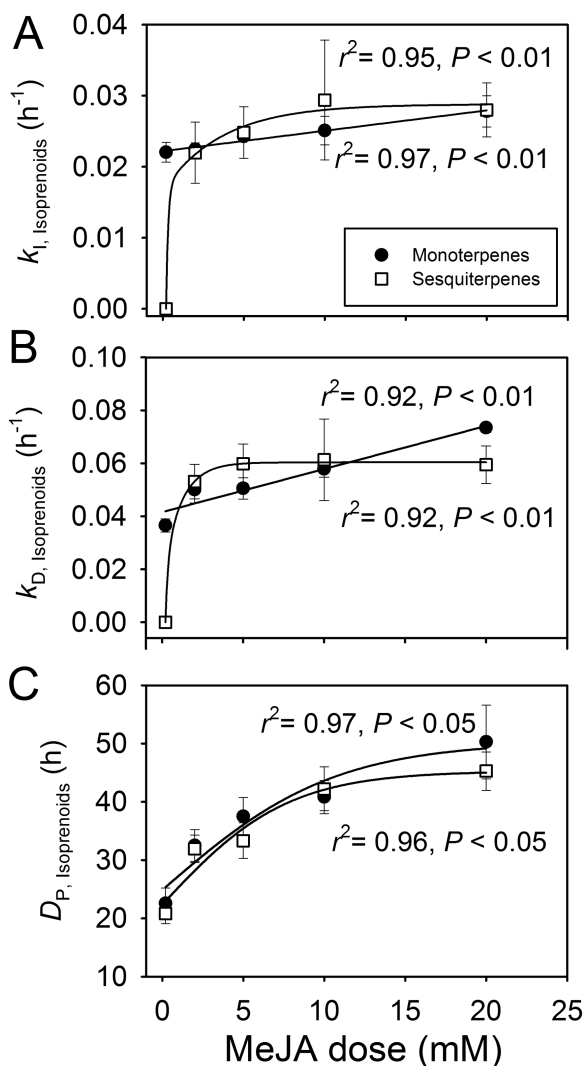 A
0.04
0.03
0.02
0.01
0.00
k_I, Isoprenoids (h⁻¹)
r² = 0.95, P < 0.01
r² = 0.97, P < 0.01
Monoterpenes
Sesquiterpenes
B
0.10
0.08
0.06
0.04
0.02
0.00
k_D, Isoprenoids (h⁻¹)
r² = 0.92, P < 0.01
r² = 0.92, P < 0.01
C
60
50
40
30
20
10
D_P, Isoprenoids (h)
r² = 0.97, P < 0.05
r² = 0.96, P < 0.05
0 5 10 15 20 25
MeJA dose (mM)